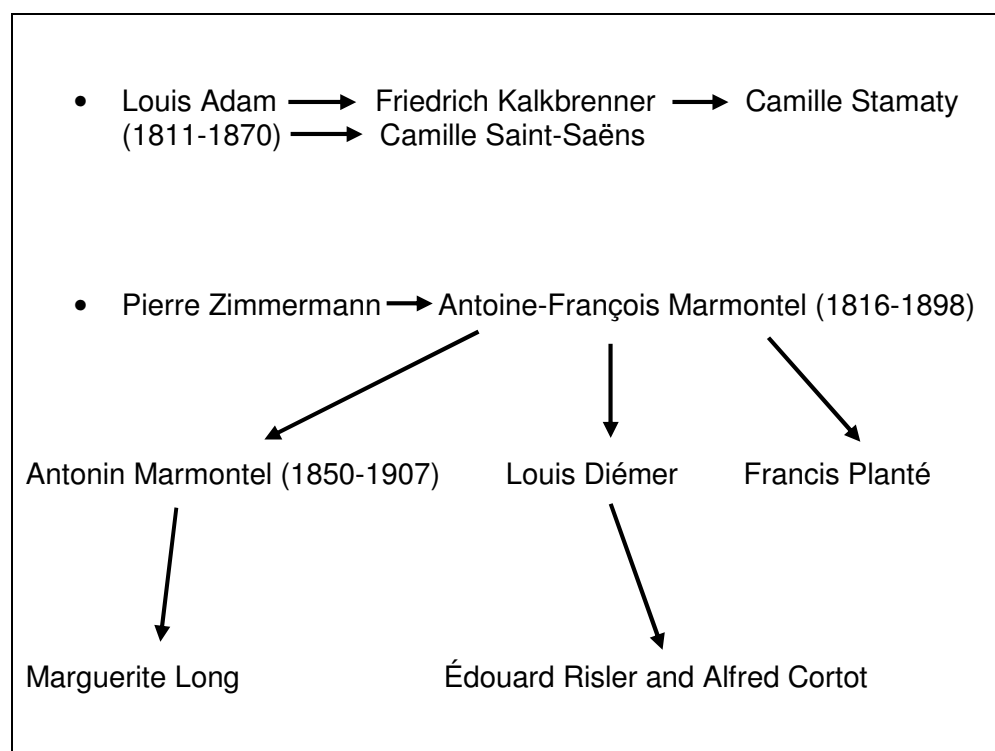 • Louis Adam → Friedrich Kalkbrenner → Camille Stamaty
(1811-1870) → Camille Saint-Saëns
• Pierre Zimmermann → Antoine-François Marmontel (1816-1898)
Antonin Marmontel (1850-1907) Louis Diémer Francis Planté
Marguerite Long Édouard Risler and Alfred Cortot